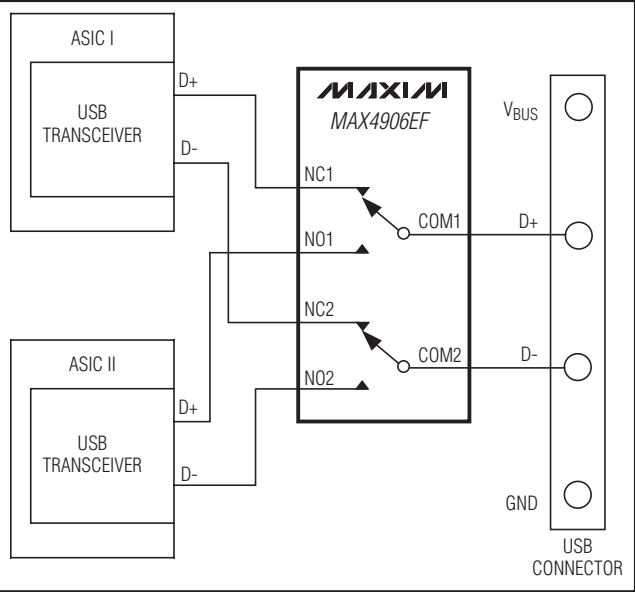 ASIC I
USB
TRANSCEIVER
D+
D-
MAXIM
MAX4906EF
NC1
COM1
NO1
NC2
COM2
NO2
ASIC II
USB
TRANSCEIVER
D+
D-
VBUS
D+
D-
GND
USB
CONNECTOR